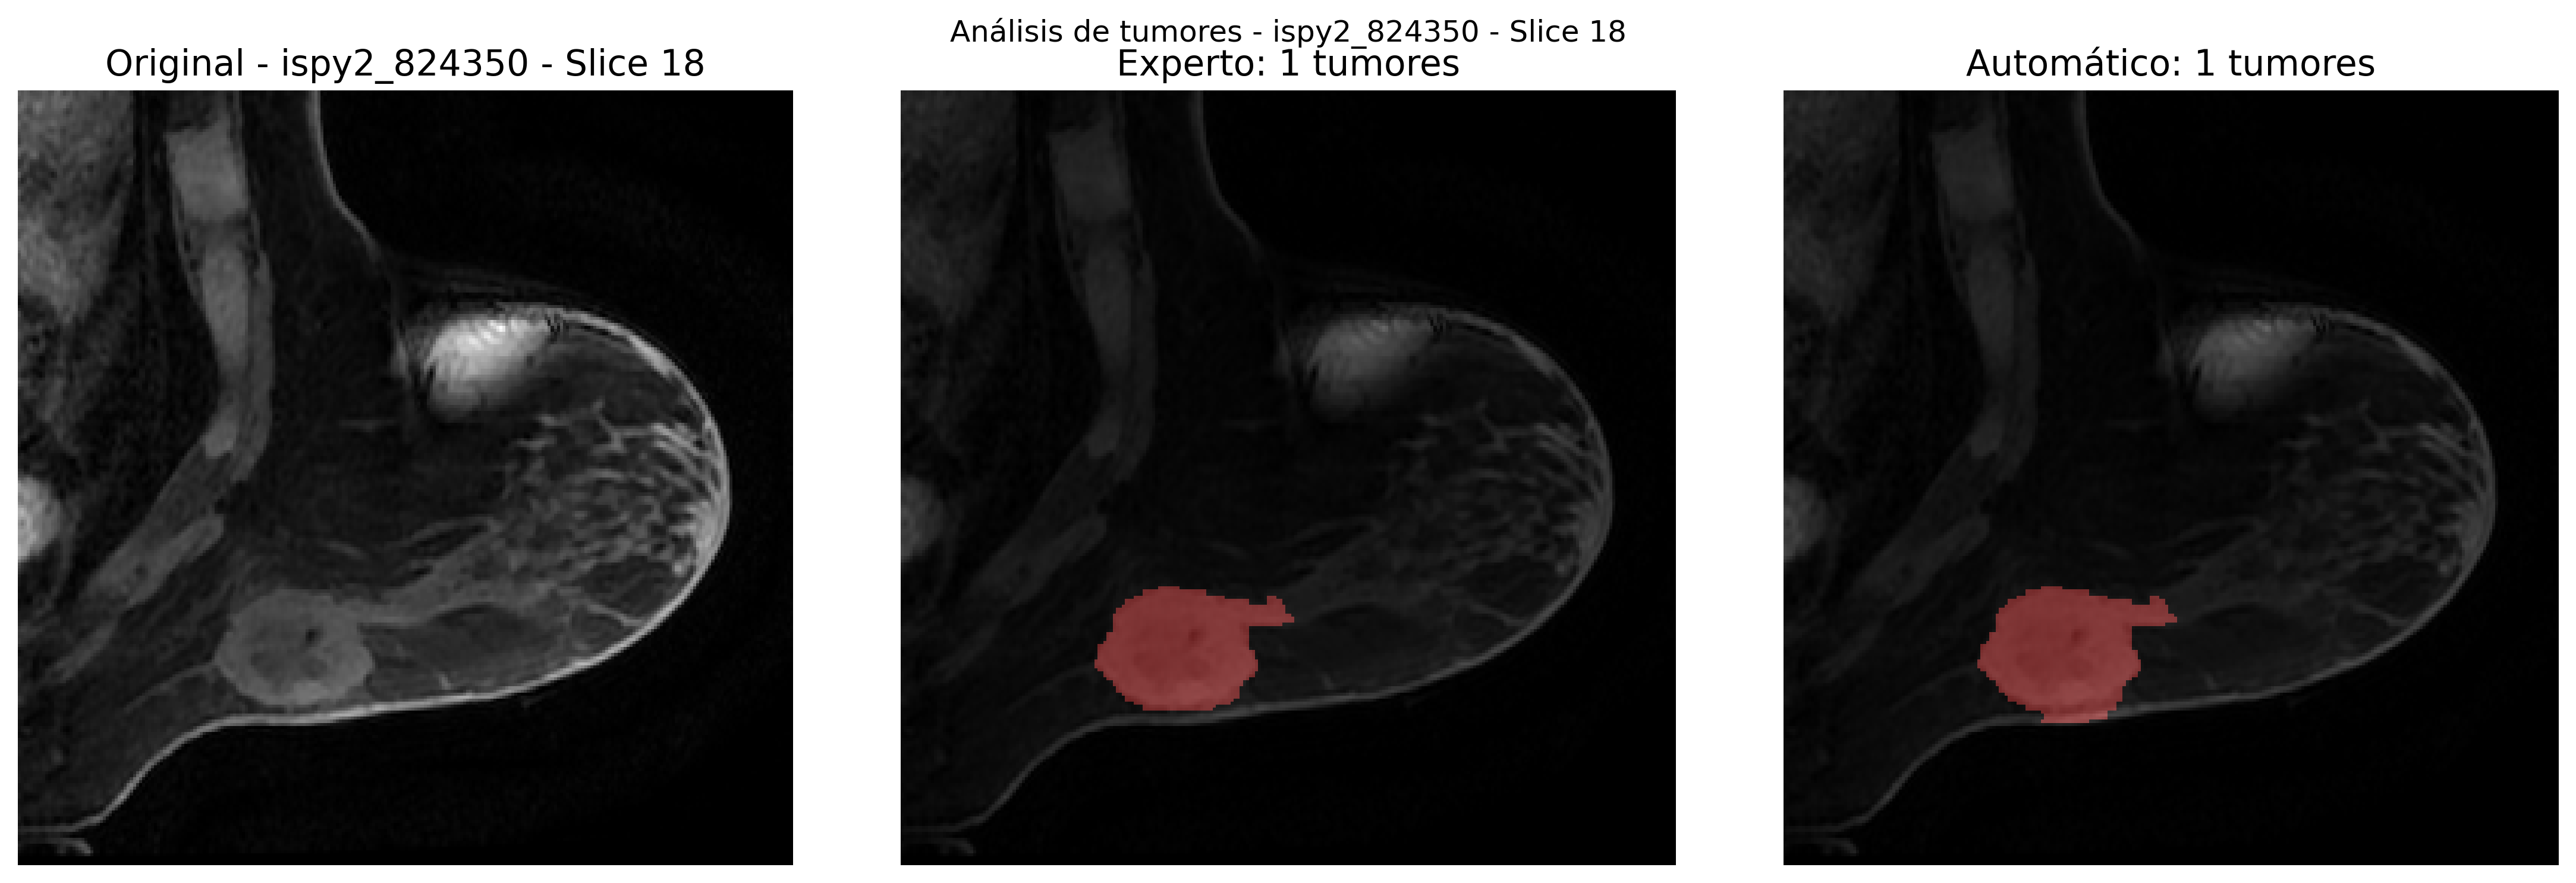 Análisis de tumores - ispy2_824350 - Slice 18
Original - ispy2_824350 - Slice 18
Experto: 1 tumores
Automático: 1 tumores